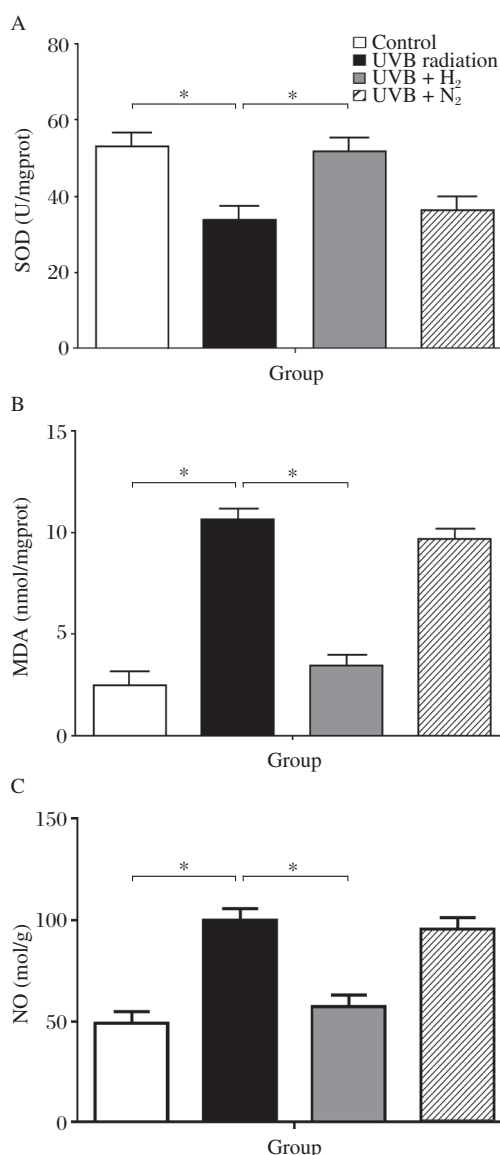 A
80
60
40
20
0
SOD (U/mgprot)
Control
UVB radiation
UVB + H₂
UVB + N₂
* *
Group
B
15
10
5
0
MDA (nmol/mgprot)
* *
Group
C
150
100
50
0
NO (mol/g)
* *
Group